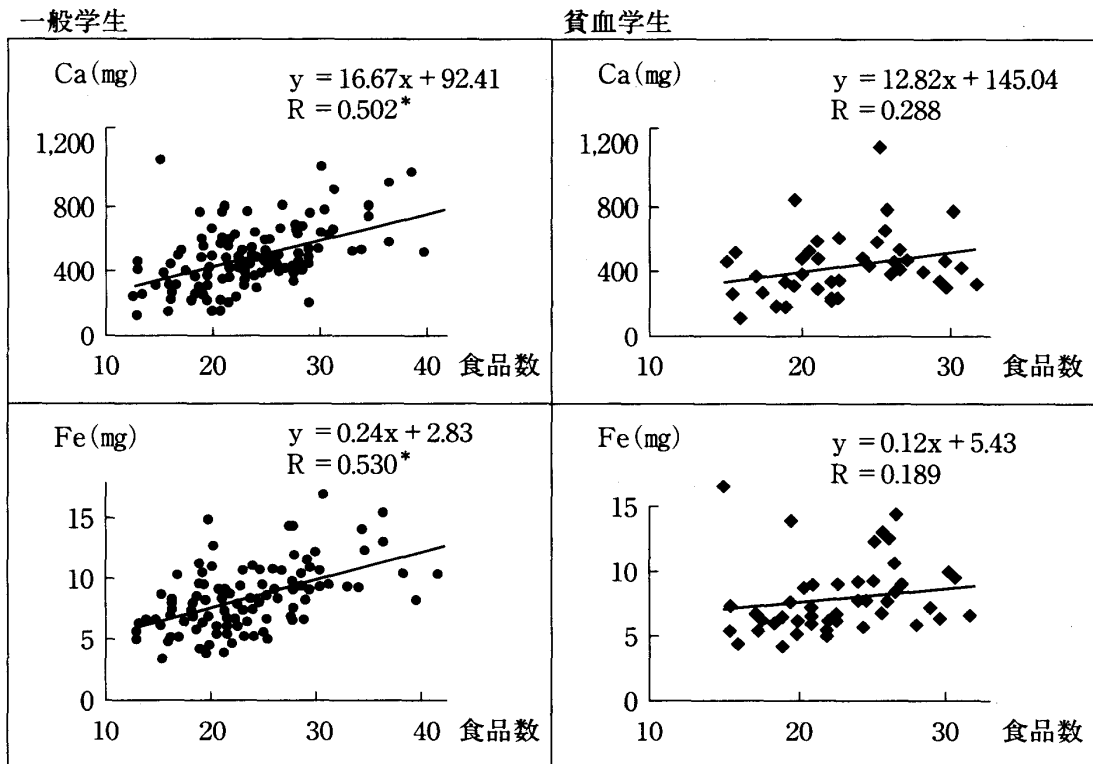 一般学生
貧血学生
Ca(mg)
y = 16.67x + 92.41
R = 0.502*
1,200
800
400
0
10 20 30 40 食品数
Ca(mg)
y = 12.82x + 145.04
R = 0.288
1,200
800
400
0
10 20 30 食品数
Fe(mg)
y = 0.24x + 2.83
R = 0.530*
15
10
5
0
10 20 30 40 食品数
Fe(mg)
y = 0.12x + 5.43
R = 0.189
15
10
5
0
10 20 30 食品数